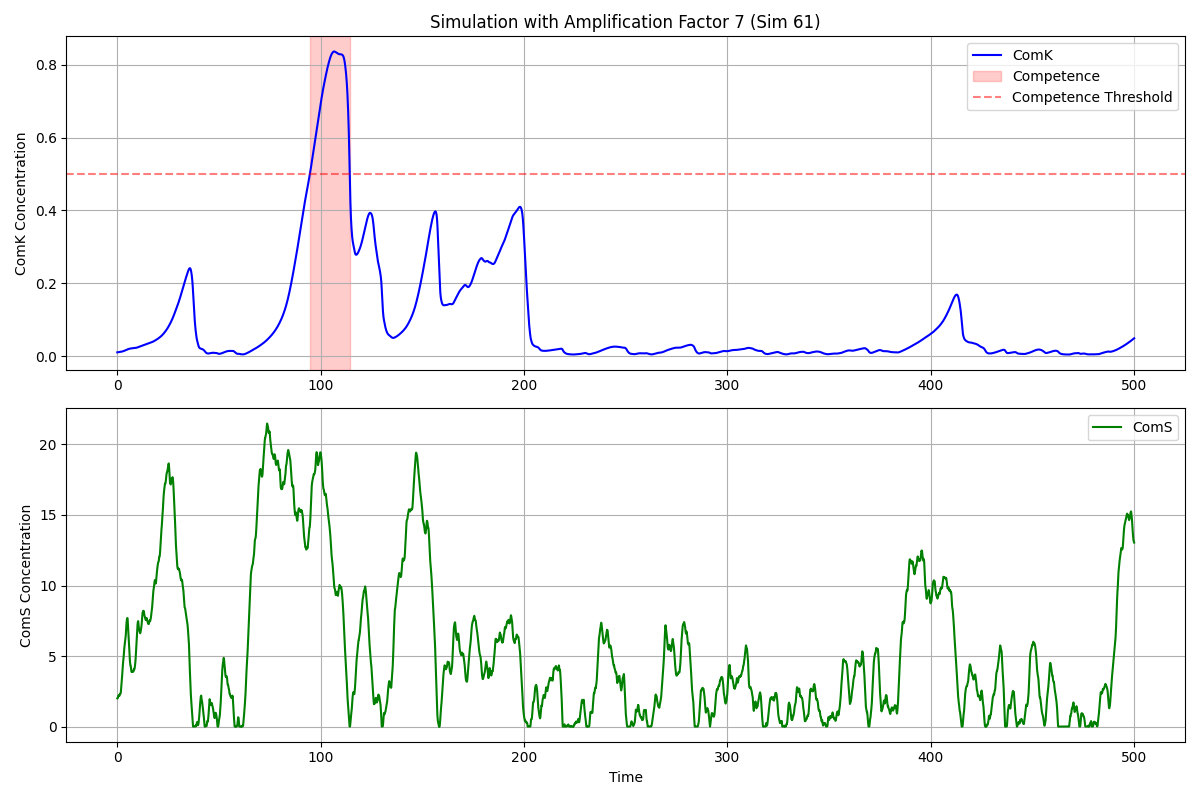 Simulation with Amplification Factor 7 (Sim 61)
ComK Concentration
0.8
0.6
0.4
0.2
0.0
ComK
Competence
Competence Threshold
0 100 200 300 400 500
ComS Concentration
20
15
10
5
0
ComS
0 100 200 300 400 500
Time